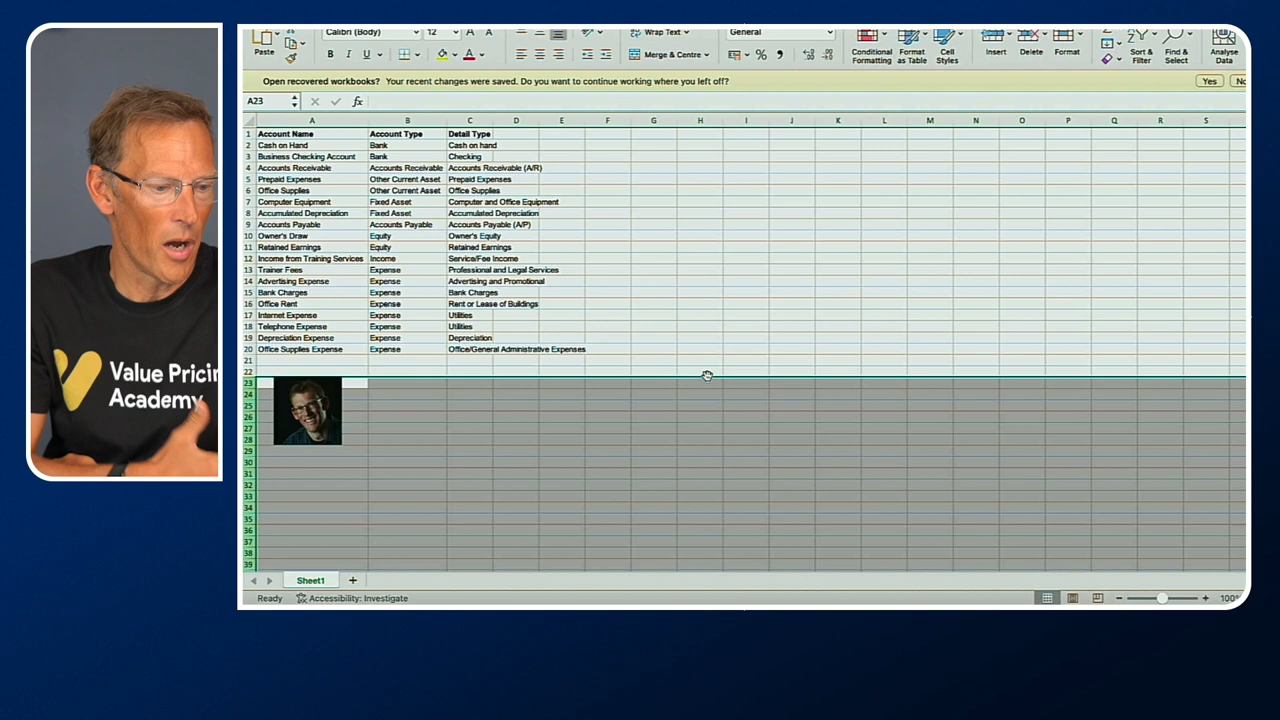 Value Pricin
Academy
Paste
Calibri (Body)
12
A
A
Wrap Text
General
B
I
U
A
Merge & Centre
%
Conditional
Formatting
Format
as Table
Cell
Styles
Insert
Delete
Format
Sort &
Filter
Find &
Select
Analyse
Data
Open recovered workbooks? Your recent changes were saved. Do you want to continue working where you left off?
Yes
No
A23
fx
A B C D E F G H I J K L M N O P Q R S
1 Account Name Account Type Detail Type
2 Cash on Hand Bank Cash on hand
3 Business Checking Account Bank Checking
4 Accounts Receivable Accounts Receivable Accounts Receivable (A/R)
5 Prepaid Expenses Other Current Asset Prepaid Expenses
6 Office Supplies Other Current Asset Office Supplies
7 Computer Equipment Fixed Asset Computer and Office Equipment
8 Accumulated Depreciation Fixed Asset Accumulated Depreciation
9 Accounts Payable Accounts Payable Accounts Payable (A/P)
10 Owner's Draw Equity Owner's Equity
11 Retained Earnings Equity Retained Earnings
12 Income from Training Services Income Service/Fee Income
13 Trainer Fees Expense Professional and Legal Services
14 Advertising Expense Expense Advertising and Promotional
15 Bank Charges Expense Bank Charges
16 Office Rent Expense Rent or Lease of Buildings
17 Internet Expense Expense Utilities
18 Telephone Expense Expense Utilities
19 Depreciation Expense Expense Depreciation
20 Office Supplies Expense Expense Office/General Administrative Expenses
21
22
23
24
25
26
27
28
29
30
31
32
33
34
35
36
37
38
39
Sheet1
Ready
Accessibility: Investigate
100%